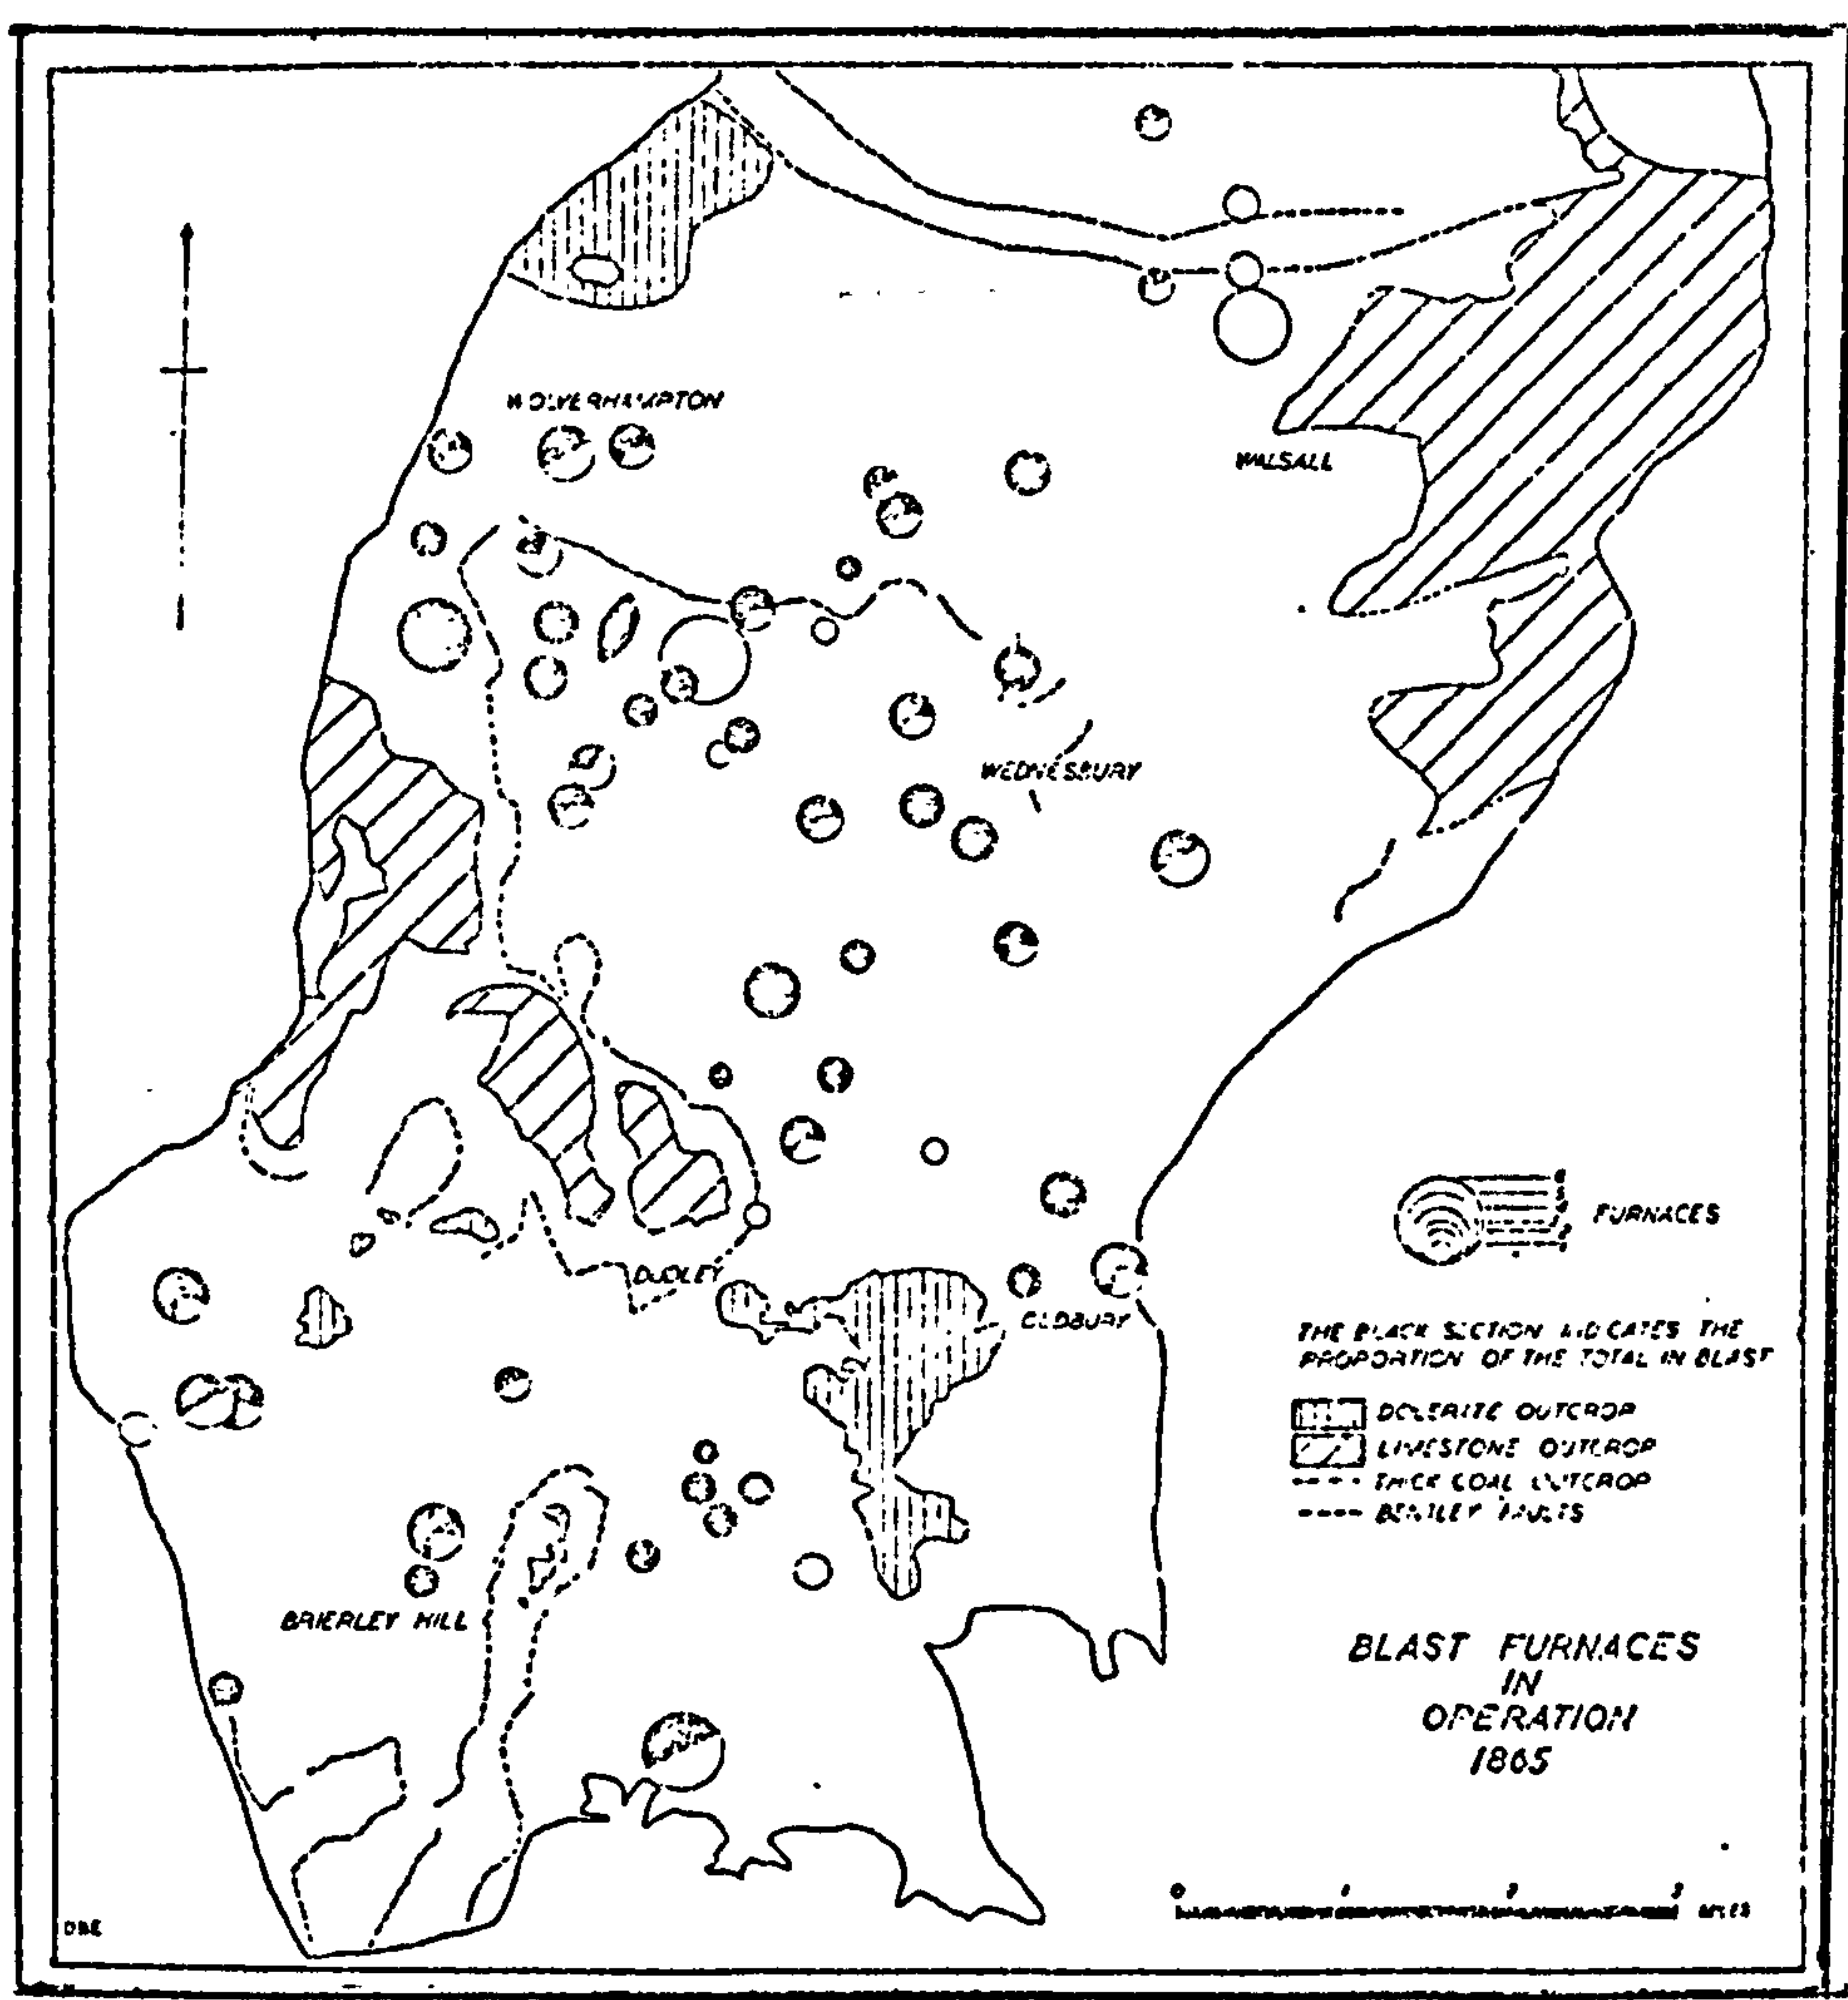 WOLVERHAMPTON
WALSALL
WEDNESBURY
FURNACES
DUDLEY
OLDBURY
THE BLACK SECTION INDICATES THE
PROPORTION OF THE TOTAL IN BLAST
DOLERITE OUTCROP
LIMESTONE OUTCROP
THICK COAL OUTCROP
BENTLEY FAULTS
BRIERLEY HILL
BLAST FURNACES
IN
OPERATION
1865
0 1 2 3 MILES